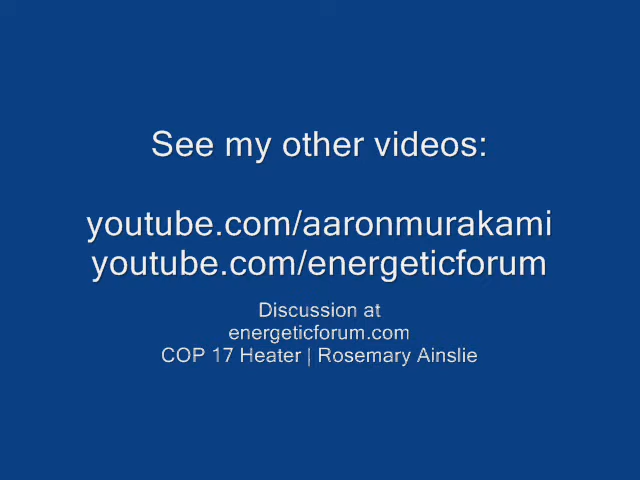 See my other videos:
youtube.com/aaronmurakami
youtube.com/energeticforum
Discussion at
energeticforum.com
COP 17 Heater | Rosemary Ainslie